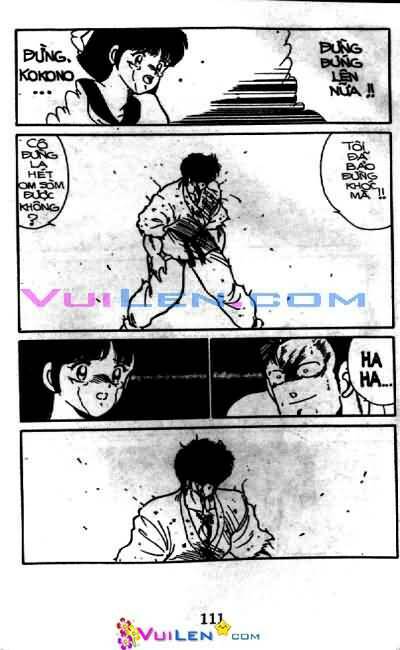 ĐỪNG,
KOKONO
...
ĐỪNG
ĐỨNG
LÊN
NỮA!!
CÔ
ĐỪNG
LA
HÉT
OM SÒM
ĐƯỢC
KHÔNG
?
TÔI
ĐÃ
BẢO
ĐỪNG
KHÓC
MÀ!!
VUILEN.COM
HA
HA...
111
VUILEN.COM